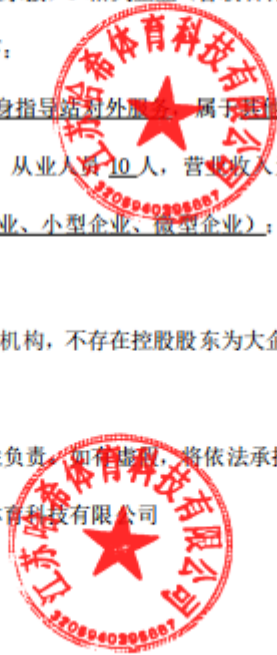 江苏哈希体育科技有限公司
身指导站对外服务，属于其他
从业人员 10 人，营业收入
业、小型企业、微型企业）；
机构，不存在控股股东为大企
负责。如有虚假，将依法承担
体育科技有限公司
江苏哈希体育科技有限公司